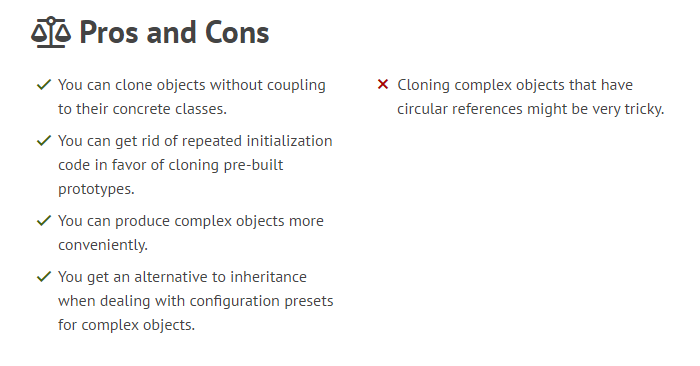 Pros and Cons
You can clone objects without coupling
to their concrete classes.
You can get rid of repeated initialization
code in favor of cloning pre-built
prototypes.
You can produce complex objects more
conveniently.
You get an alternative to inheritance
when dealing with configuration presets
for complex objects.
Cloning complex objects that have
circular references might be very tricky.